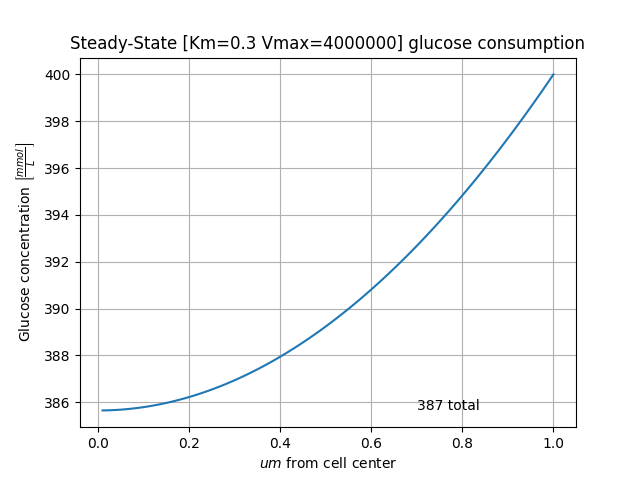 Steady-State [Km=0.3 Vmax=4000000] glucose consumption
400
398
396
394
392
390
388
386
Glucose concentration [mmol/L]
387 total
0.0 0.2 0.4 0.6 0.8 1.0
um from cell center